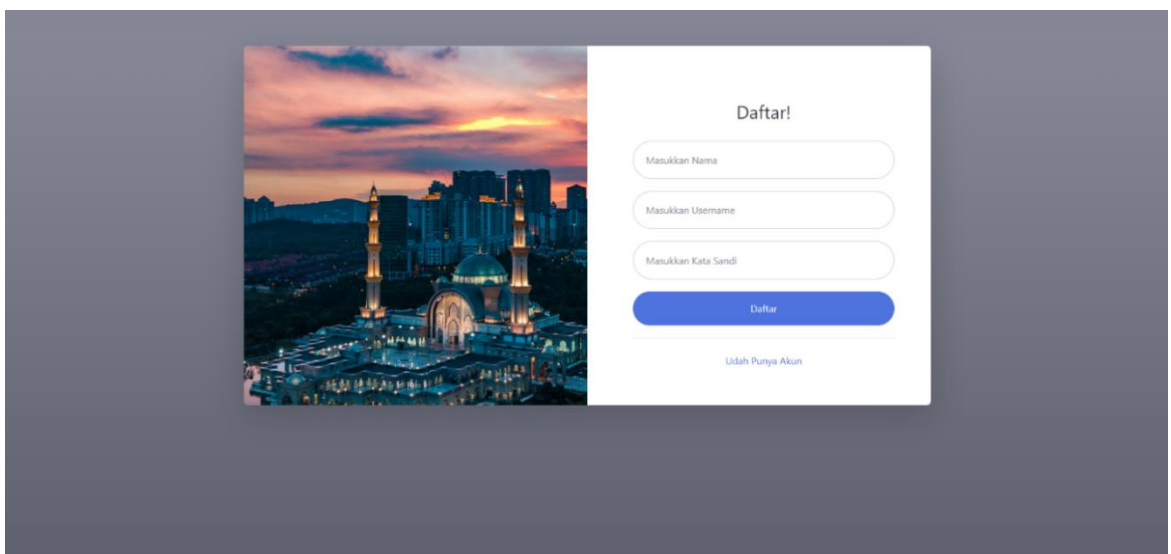 Daftar!
Masukkan Nama
Masukkan Username
Masukkan Kata Sandi
Daftar
Udah Punya Akun